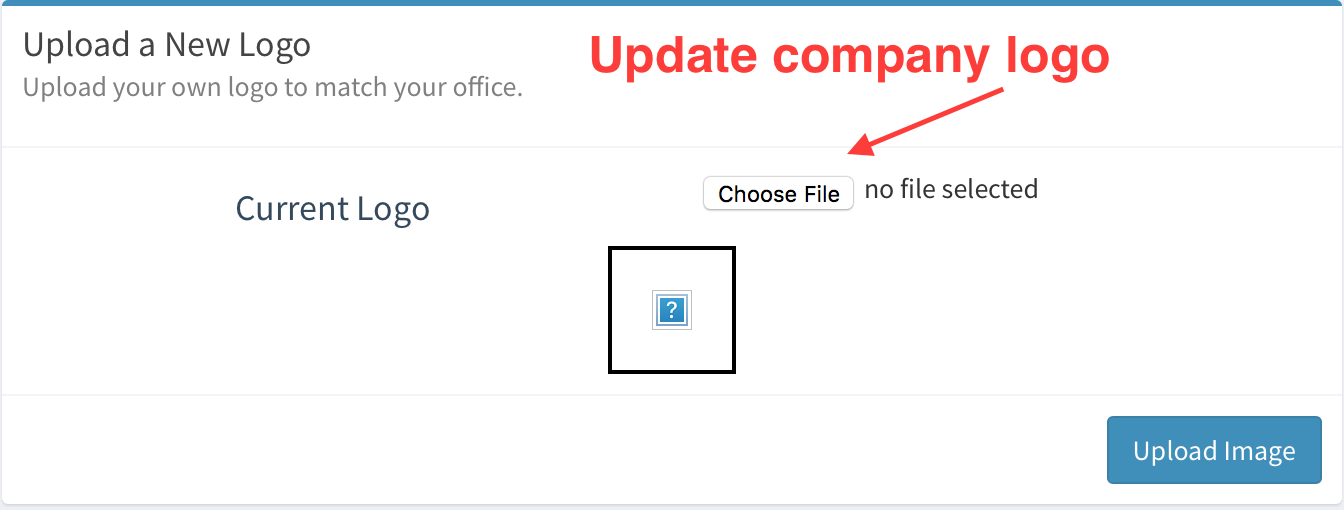 Upload a New Logo
Update company logo
Upload your own logo to match your office.
Choose File no file selected
Current Logo
?
Upload Image